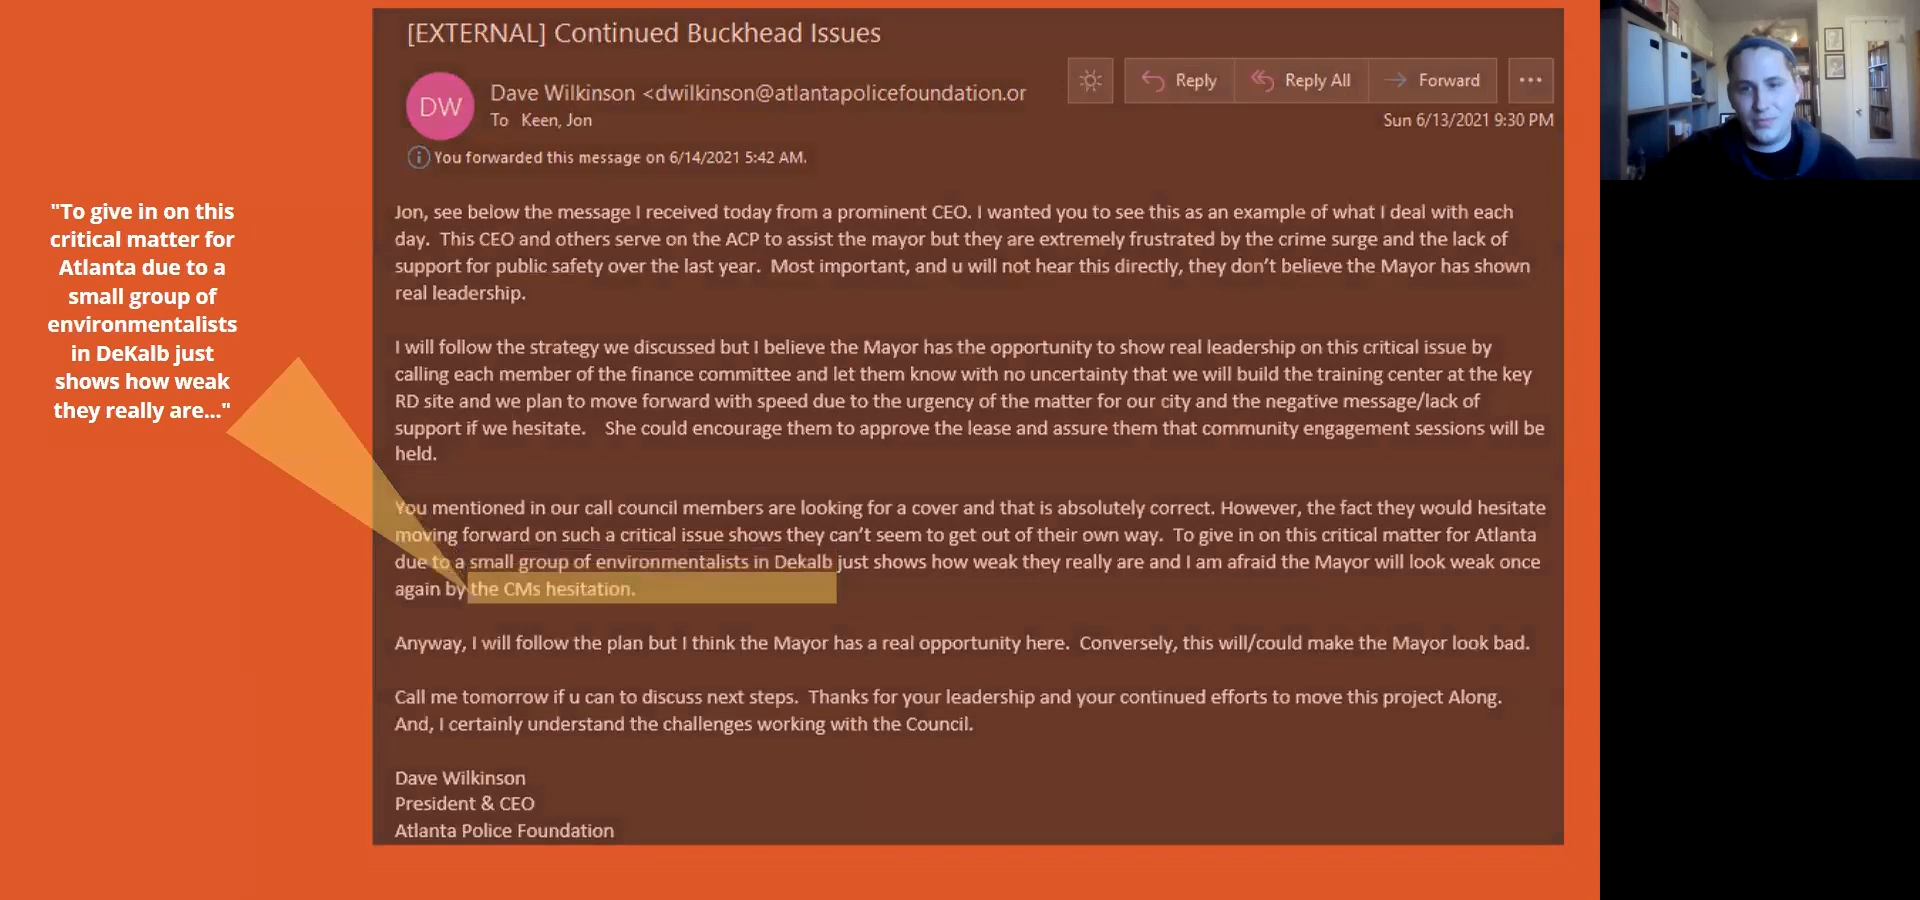 [EXTERNAL] Continued Buckhead Issues
DW
Dave Wilkinson <dwilkinson@atlantapolicefoundation.or
To Keen, Jon
Reply
Reply All
Forward
...
Sun 6/13/2021 9:30 PM
You forwarded this message on 6/14/2021 5:42 AM.
"To give in on this
critical matter for
Atlanta due to a
small group of
environmentalists
in DeKalb just
shows how weak
they really are..."
Jon, see below the message I received today from a prominent CEO. I wanted you to see this as an example of what I deal with each
day. This CEO and others serve on the ACP to assist the mayor but they are extremely frustrated by the crime surge and the lack of
support for public safety over the last year. Most important, and u will not hear this directly, they don't believe the Mayor has shown
real leadership.
I will follow the strategy we discussed but I believe the Mayor has the opportunity to show real leadership on this critical issue by
calling each member of the finance committee and let them know with no uncertainty that we will build the training center at the key
RD site and we plan to move forward with speed due to the urgency of the matter for our city and the negative message/lack of
support if we hesitate. She could encourage them to approve the lease and assure them that community engagement sessions will be
held.
You mentioned in our call council members are looking for a cover and that is absolutely correct. However, the fact they would hesitate
moving forward on such a critical issue shows they can't seem to get out of their own way. To give in on this critical matter for Atlanta
due to a small group of environmentalists in Dekalb just shows how weak they really are and I am afraid the Mayor will look weak once
again by the CMs hesitation.
Anyway, I will follow the plan but I think the Mayor has a real opportunity here. Conversely, this will/could make the Mayor look bad.
Call me tomorrow if u can to discuss next steps. Thanks for your leadership and your continued efforts to move this project Along.
And, I certainly understand the challenges working with the Council.
Dave Wilkinson
President & CEO
Atlanta Police Foundation